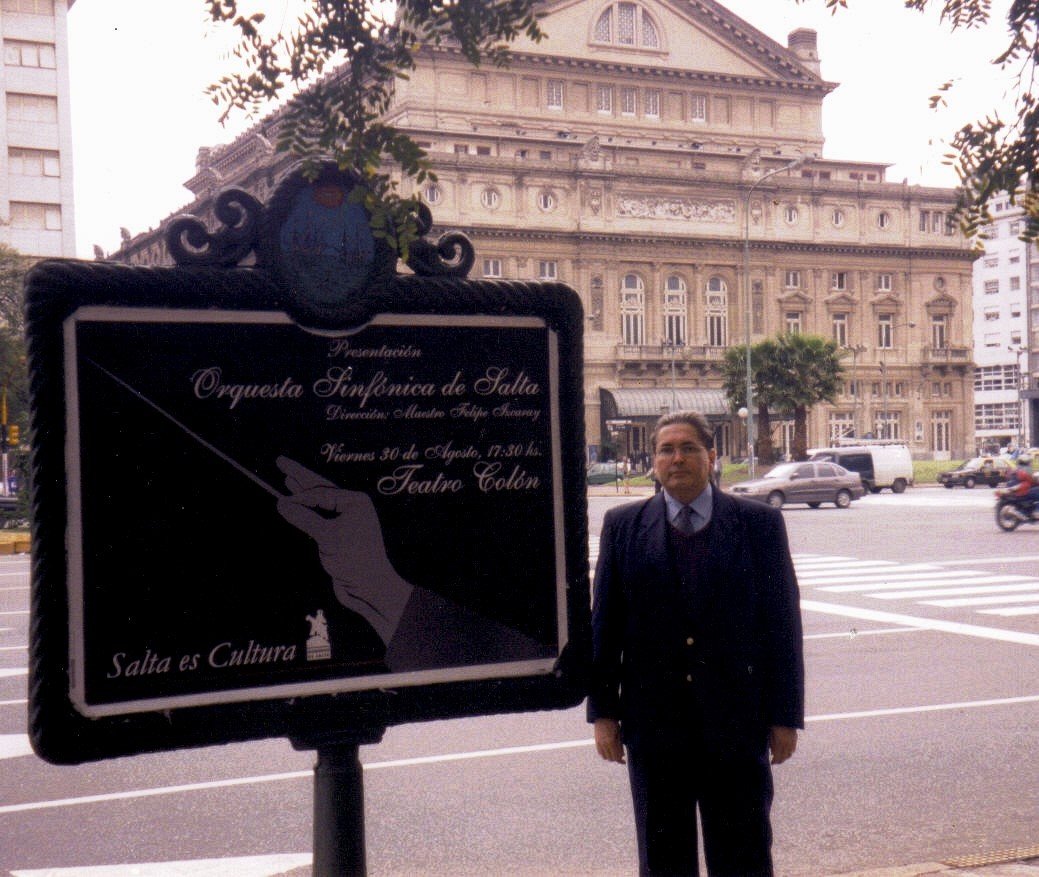 Presentación
Orquesta Sinfónica de Salta
Dirección: Maestro Felipe Izcaray
Viernes 30 de Agosto, 17:30 hs.
Teatro Colón
Salta es Cultura